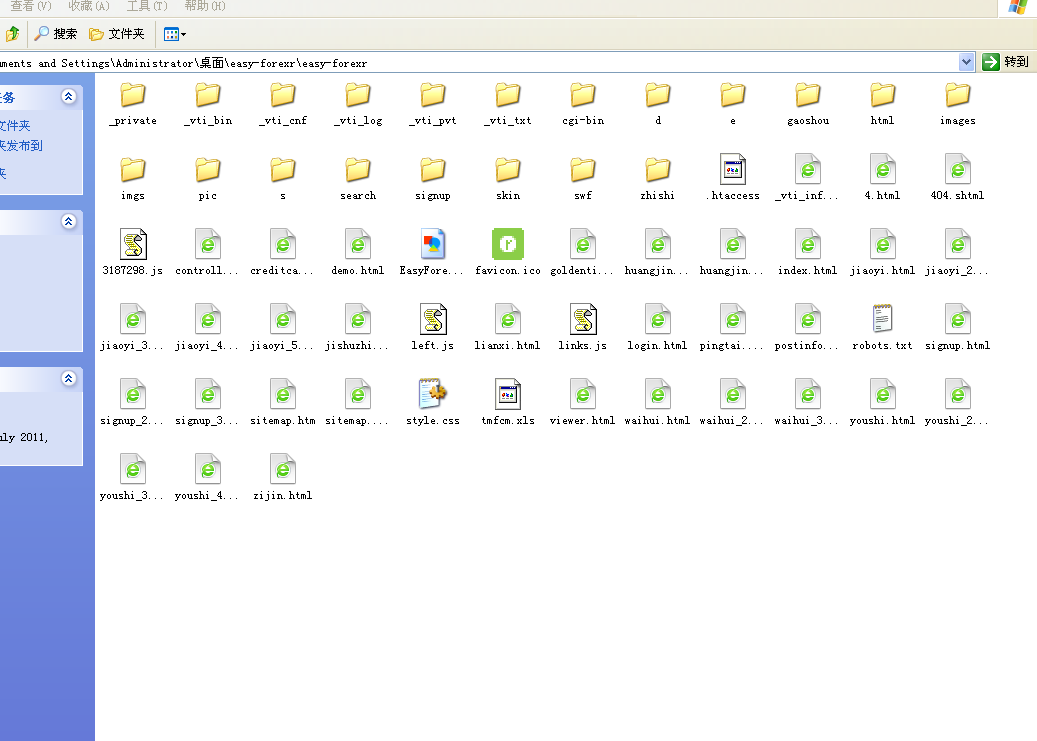 查看(V) 收藏(A) 工具(T) 帮助(H)
搜索 文件夹
ments and Settings\Administrator\桌面\easy-forexr\easy-forexr 转到
任务
文件夹
夹发布到
夹
uly 2011,
_private _vti_bin _vti_cnf _vti_log _vti_pvt _vti_txt cgi-bin d e gaoshou html images
imgs pic s search signup skin swf zhishi .htaccess _vti_inf... 4.html 404.shtml
3187298.js controll... creditca... demo.html EasyFore... favicon.ico goldenti... huangjin... huangjin... index.html jiaoyi.html jiaoyi_2...
jiaoyi_3... jiaoyi_4... jiaoyi_5... jishuzhi... left.js lianxi.html links.js login.html pingtai.... postinfo... robots.txt signup.html
signup_2... signup_3... sitemap.htm sitemap.... style.css tmfcm.xls viewer.html waihui.html waihui_2... waihui_3... youshi.html youshi_2...
youshi_3... youshi_4... zijin.html